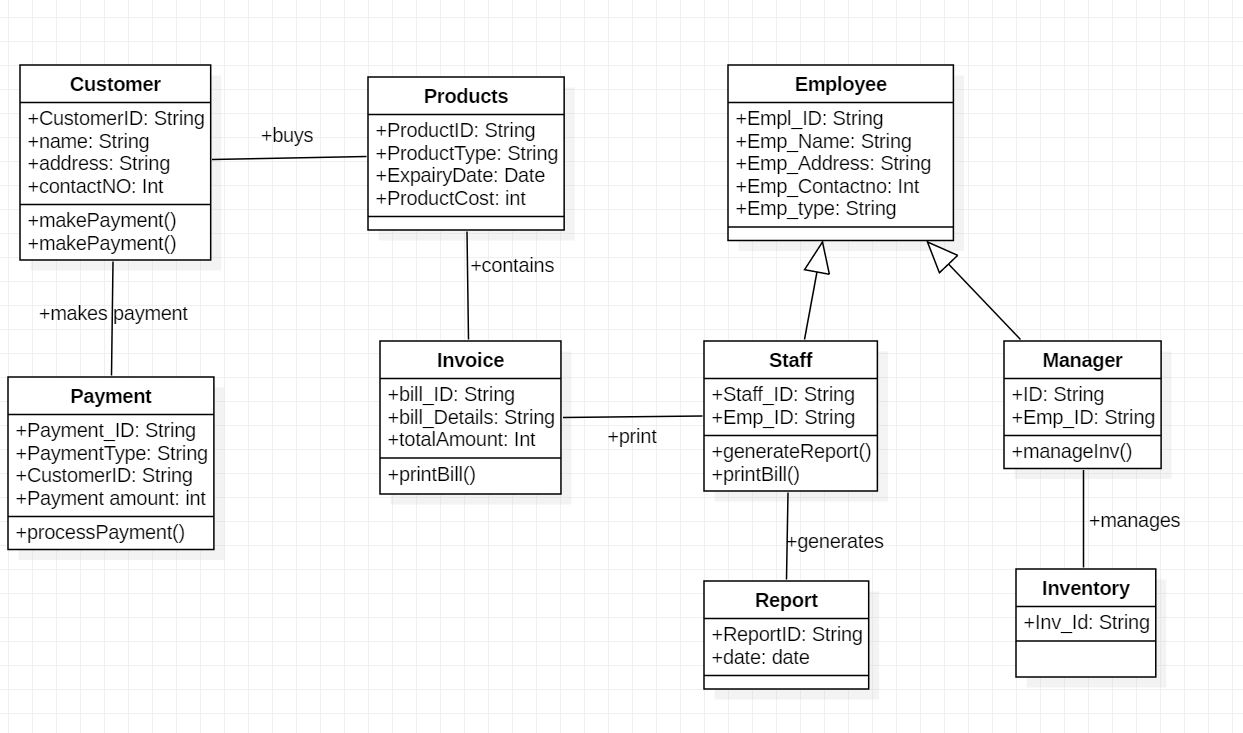 Customer
+CustomerID: String
+name: String
+address: String
+contactNO: Int
+makePayment()
+makePayment()
+buys
Products
+ProductID: String
+ProductType: String
+ExpairyDate: Date
+ProductCost: int
Employee
+Empl_ID: String
+Emp_Name: String
+Emp_Address: String
+Emp_Contactno: Int
+Emp_type: String
+makes payment
+contains
Payment
+Payment_ID: String
+PaymentType: String
+CustomerID: String
+Payment amount: int
+processPayment()
Invoice
+bill_ID: String
+bill_Details: String
+totalAmount: Int
+printBill()
+print
Staff
+Staff_ID: String
+Emp_ID: String
+generateReport()
+printBill()
Manager
+ID: String
+Emp_ID: String
+manageInv()
+generates
+manages
Report
+ReportID: String
+date: date
Inventory
+Inv_Id: String